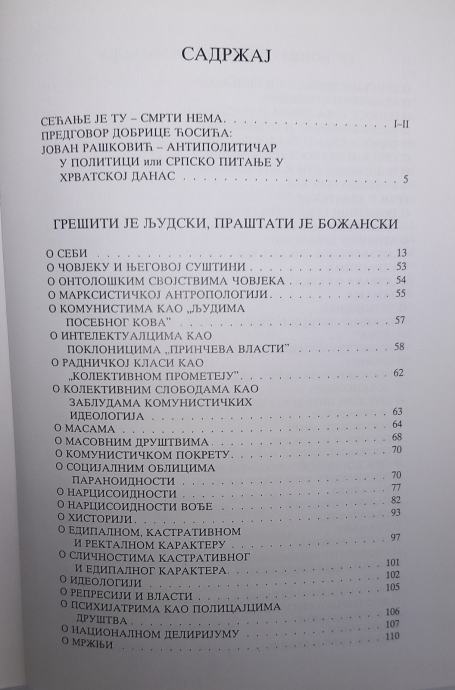 САДРЖАЈ
СЕЋАЊЕ ЈЕ ТУ – СМРТИ НЕМА. . . . . . . . . . . . . . . . . . . . I–II
ПРЕДГОВОР ДОБРИЦЕ ЋОСИЋА:
ЈОВАН РАШКОВИЋ – АНТИПОЛИТИЧАР
У ПОЛИТИЦИ или СРПСКО ПИТАЊЕ У
ХРВАТСКОЈ ДАНАС . . . . . . . . . . . . . . . . . . . . 5
ГРЕШИТИ ЈЕ ЉУДСКИ, ПРАШТАТИ ЈЕ БОЖАНСКИ
О СЕБИ . . . . . . . . . . . . . . . . . . . . 13
О ЧОВЈЕКУ И ЊЕГОВОЈ СУШТИНИ . . . . . . . . . . . . . . . . . . . . 53
О ОНТОЛОШКИМ СВОЈСТВИМА ЧОВЈЕКА . . . . . . . . . . . . . . . . 54
О МАРКСИСТИЧКОЈ АНТРОПОЛОГИЈИ . . . . . . . . . . . . . . . . 55
О КОМУНИСТИМА КАО „ЉУДИМА
ПОСЕБНОГ КОВА” . . . . . . . . . . . . . . . . . . . . 57
О ИНТЕЛЕКТУАЛЦИМА КАО
ПОКЛОНИЦИМА „ПРИНЧЕВА ВЛАСТИ” . . . . . . . . . . . . . . . . 58
О РАДНИЧКОЈ КЛАСИ КАО
„КОЛЕКТИВНОМ ПРОМЕТЕЈУ” . . . . . . . . . . . . . . . . . . . . 62
О КОЛЕКТИВНИМ СЛОБОДАМА КАО
ЗАБЛУДАМА КОМУНИСТИЧКИХ
ИДЕОЛОГИЈА . . . . . . . . . . . . . . . . . . . . 63
О МАСАМА . . . . . . . . . . . . . . . . . . . . 64
О МАСОВНИМ ДРУШТВИМА . . . . . . . . . . . . . . . . . . . . 68
О КОМУНИСТИЧКОМ ПОКРЕТУ . . . . . . . . . . . . . . . . . . . . 70
О СОЦИЈАЛНИМ ОБЛИЦИМА
ПАРАНОИДНОСТИ . . . . . . . . . . . . . . . . . . . . 70
О НАРЦИСОИДНОСТИ . . . . . . . . . . . . . . . . . . . . 77
О НАРЦИСОИДНОСТИ ВОЂЕ . . . . . . . . . . . . . . . . . . . . 82
О ХИСТОРИЈИ . . . . . . . . . . . . . . . . . . . . 93
О ЕДИПАЛНОМ, КАСТРАТИВНОМ
И РЕКТАЛНОМ КАРАКТЕРУ . . . . . . . . . . . . . . . . . . . . 97
О СЛИЧНОСТИМА КАСТРАТИВНОГ
И ЕДИПАЛНОГ КАРАКТЕРА. . . . . . . . . . . . . . . . . . . . 101
О ИДЕОЛОГИЈИ . . . . . . . . . . . . . . . . . . . . 102
О РЕПРЕСИЈИ И ВЛАСТИ . . . . . . . . . . . . . . . . . . . . 105
О ПСИХИЈАТРИМА КАО ПОЛИЦАЈЦИМА
ДРУШТВА . . . . . . . . . . . . . . . . . . . . 106
О НАЦИОНАЛНОМ ДЕЛИРИЈУМУ . . . . . . . . . . . . . . . . . . . . 107
О МРЖЊИ . . . . . . . . . . . . . . . . . . . . 110